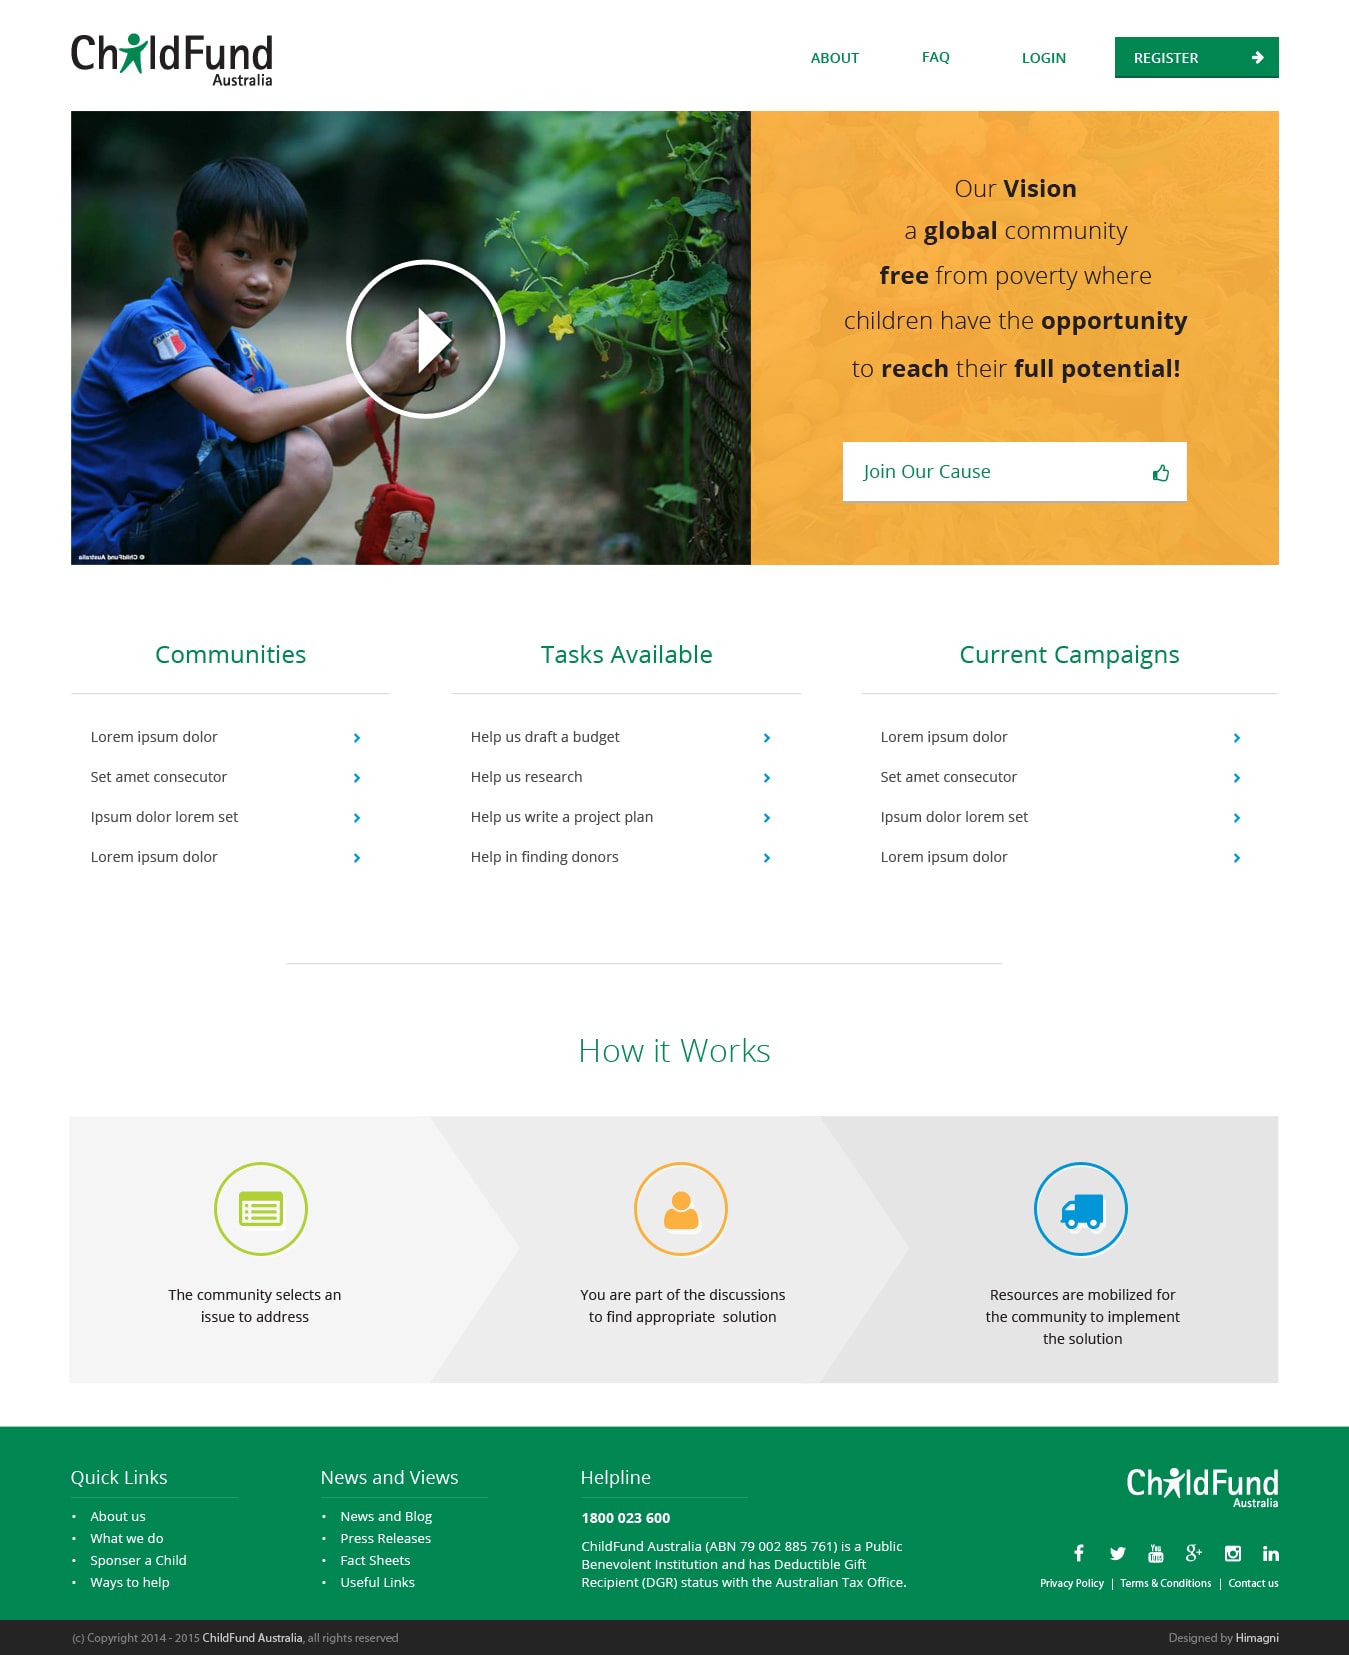 ChildFund
Australia
ABOUT
FAQ
LOGIN
REGISTER
Our Vision
a global community
free from poverty where
children have the opportunity
to reach their full potential!
Join Our Cause
© ChildFund Australia
Communities
Lorem ipsum dolor
Set amet consecutor
Ipsum dolor lorem set
Lorem ipsum dolor
Tasks Available
Help us draft a budget
Help us research
Help us write a project plan
Help in finding donors
Current Campaigns
Lorem ipsum dolor
Set amet consecutor
Ipsum dolor lorem set
Lorem ipsum dolor
How it Works
The community selects an
issue to address
You are part of the discussions
to find appropriate  solution
Resources are mobilized for
the community to implement
the solution
Quick Links
• About us
• What we do
• Sponser a Child
• Ways to help
News and Views
• News and Blog
• Press Releases
• Fact Sheets
• Useful Links
Helpline
1800 023 600
ChildFund Australia (ABN 79 002 885 761) is a Public
Benevolent Institution and has Deductible Gift
Recipient (DGR) status with the Australian Tax Office.
ChildFund
Australia
You Tube
Privacy Policy | Terms & Conditions | Contact us
(c) Copyright 2014 - 2015 ChildFund Australia, all rights reserved
Designed by Himagni